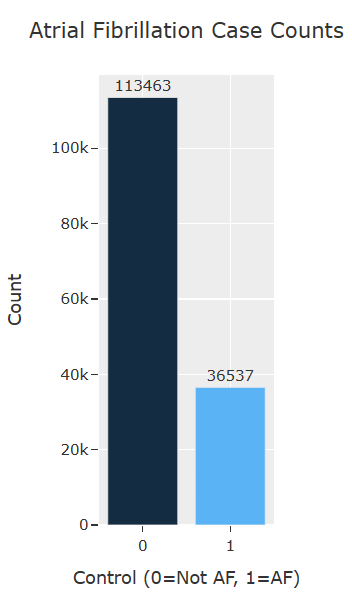 Atrial Fibrillation Case Counts
113463
100k
80k
60k
Count
36537
40k
20k
0
0
1
Control (0=Not AF, 1=AF)